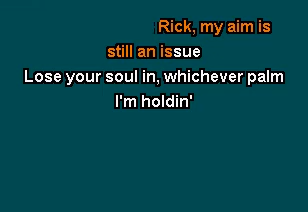 Rick, my aim is
still an issue
Lose your soul in, whichever palm
I'm holdin'